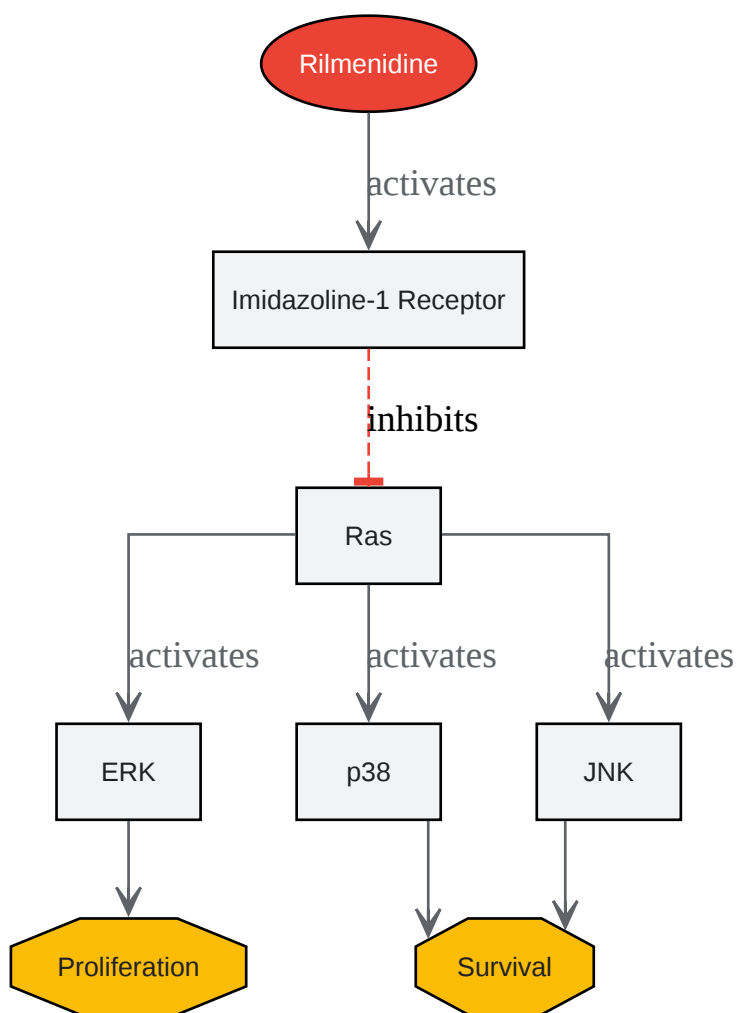 Rilmenidine
activates
Imidazoline-1 Receptor
inhibits
Ras
activates activates activates
ERK p38 JNK
Proliferation Survival